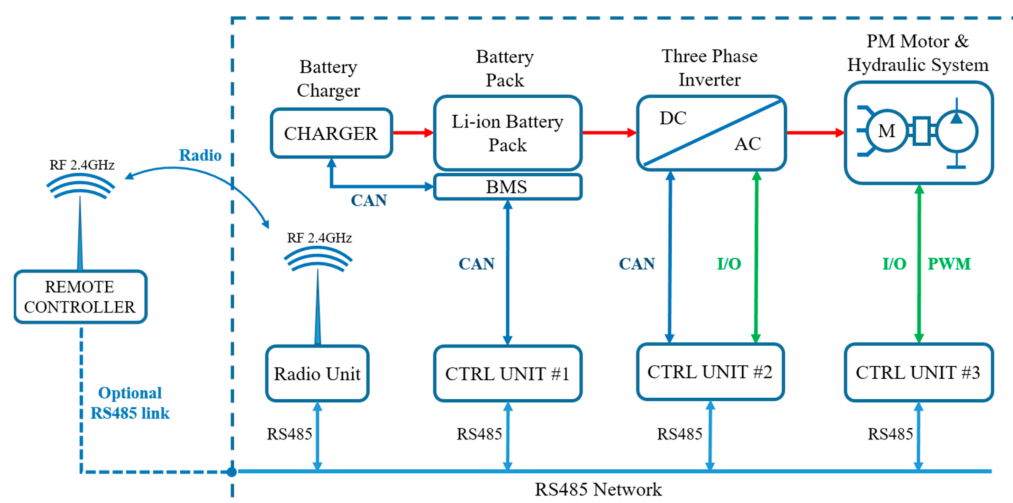 Battery
Charger
Battery
Pack
Three Phase
Inverter
PM Motor &
Hydraulic System
CHARGER
Li-ion Battery
Pack
DC
AC
M
BMS
CAN
Radio
RF 2.4GHz
RF 2.4GHz
REMOTE
CONTROLLER
CAN
CAN
I/O
I/O
PWM
Radio Unit
CTRL UNIT #1
CTRL UNIT #2
CTRL UNIT #3
Optional
RS485 link
RS485
RS485
RS485
RS485
RS485 Network